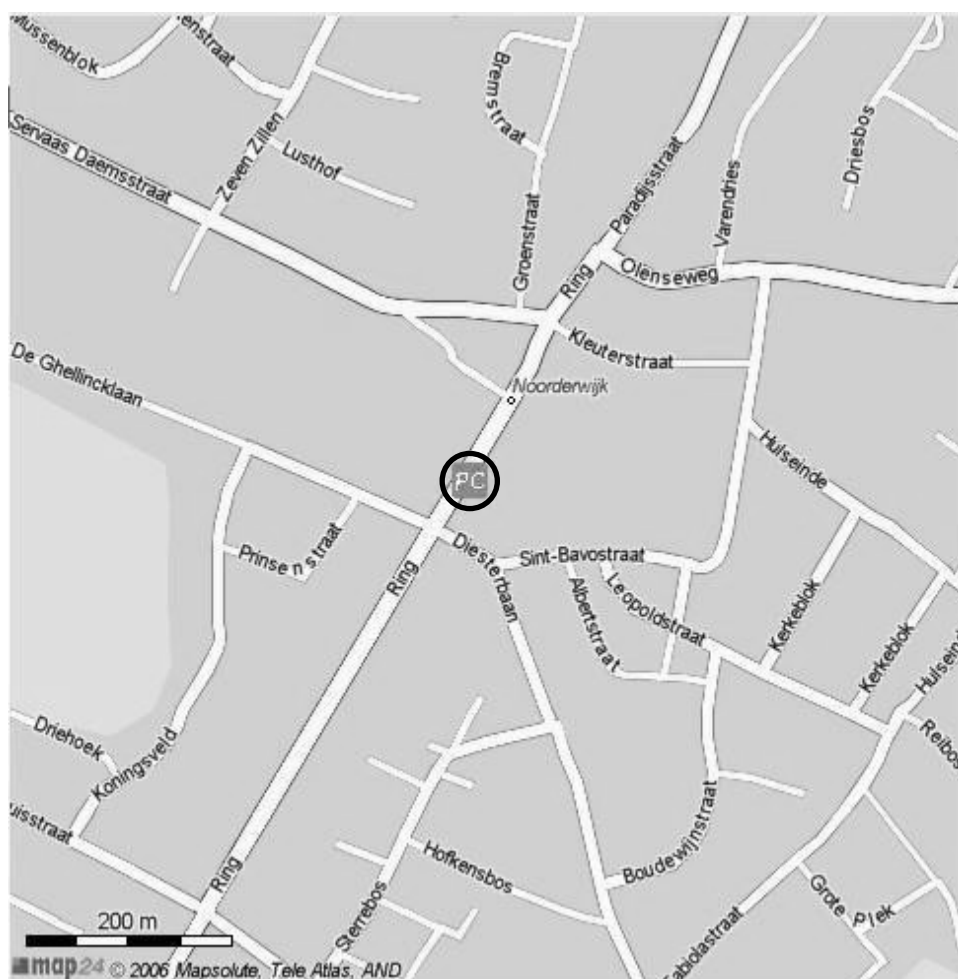 Mussenblok
enstraat
Bremstraat
Driesbos
Servaas Daemsstraat
Zeven Zillen
Lusthof
Paradijsstraat
Varendries
Groenstraat
Ring
Olenseweg
Kleuterstraat
De Ghellincklaan
Noorderwijk
Hulseinde
PC
Prinsenstraat
Diesterbaan
Sint-Bavostraat
Ring
Albertstraat
Leopoldstraat
Kerkeblok
Kerkeblok
Hulseinde
Driehoek
Koningsveld
Reibos
uisstraat
Ring
Hofkensbos
Boudewijnstraat
Sterrebos
Grote Plek
Fabiolastraat
200 m
map24 © 2006 Mapsolute, Tele Atlas, AND